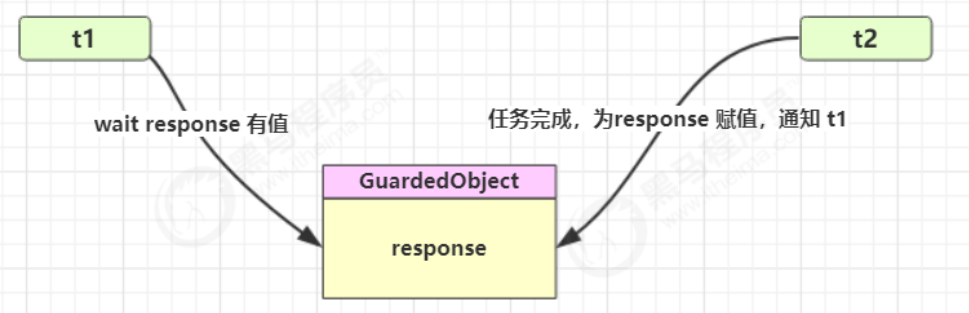 t1
t2
wait response 有值
任务完成，为response 赋值，通知 t1
GuardedObject
response
黑马程序员
www.itheima.com
黑马程序员
www.itheima.com